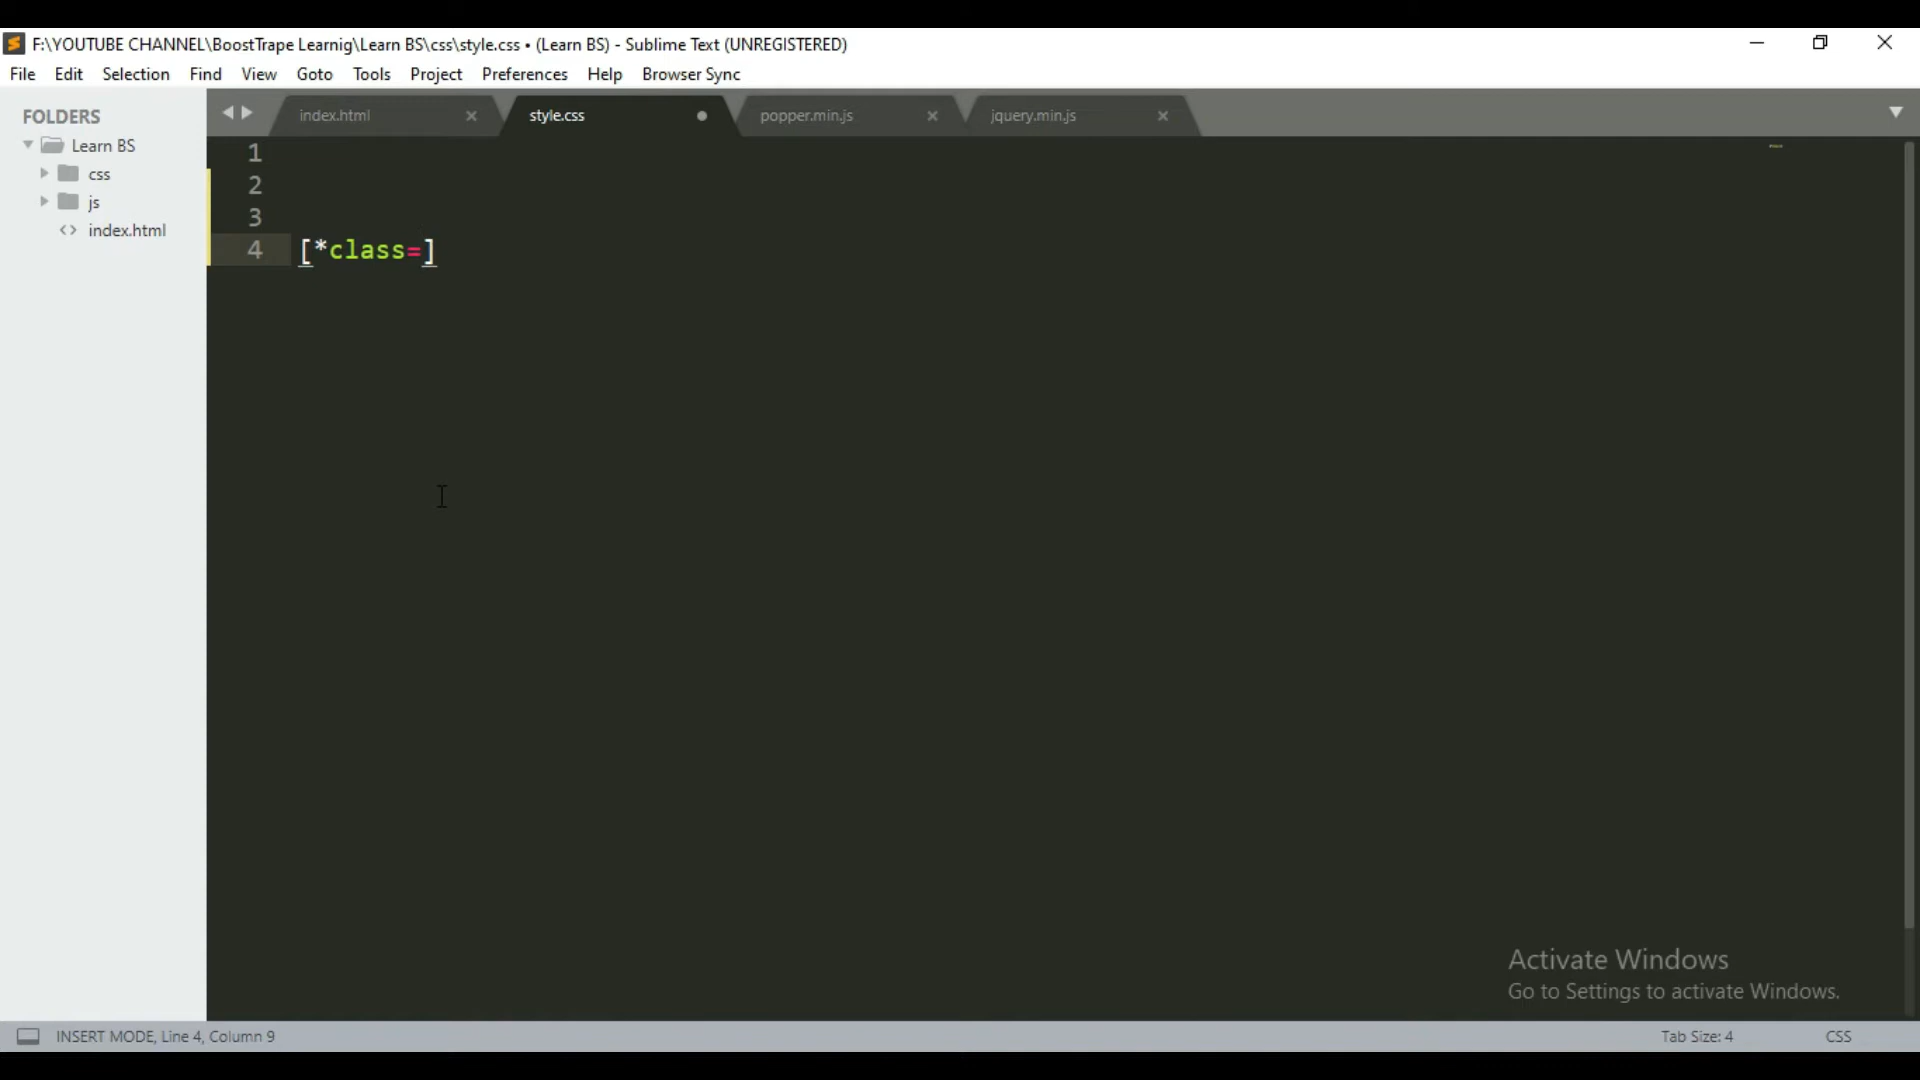 F:\YOUTUBE CHANNEL\BoostTrape Learnig\Learn BS\css\style.css • (Learn BS) - Sublime Text (UNREGISTERED)
File Edit Selection Find View Goto Tools Project Preferences Help Browser Sync
FOLDERS
Learn BS
css
js
index.html
index.html style.css popper.min.js jquery.min.js
1
2
3
4 [*class=]
Activate Windows
Go to Settings to activate Windows.
INSERT MODE, Line 4, Column 9 Tab Size: 4 CSS